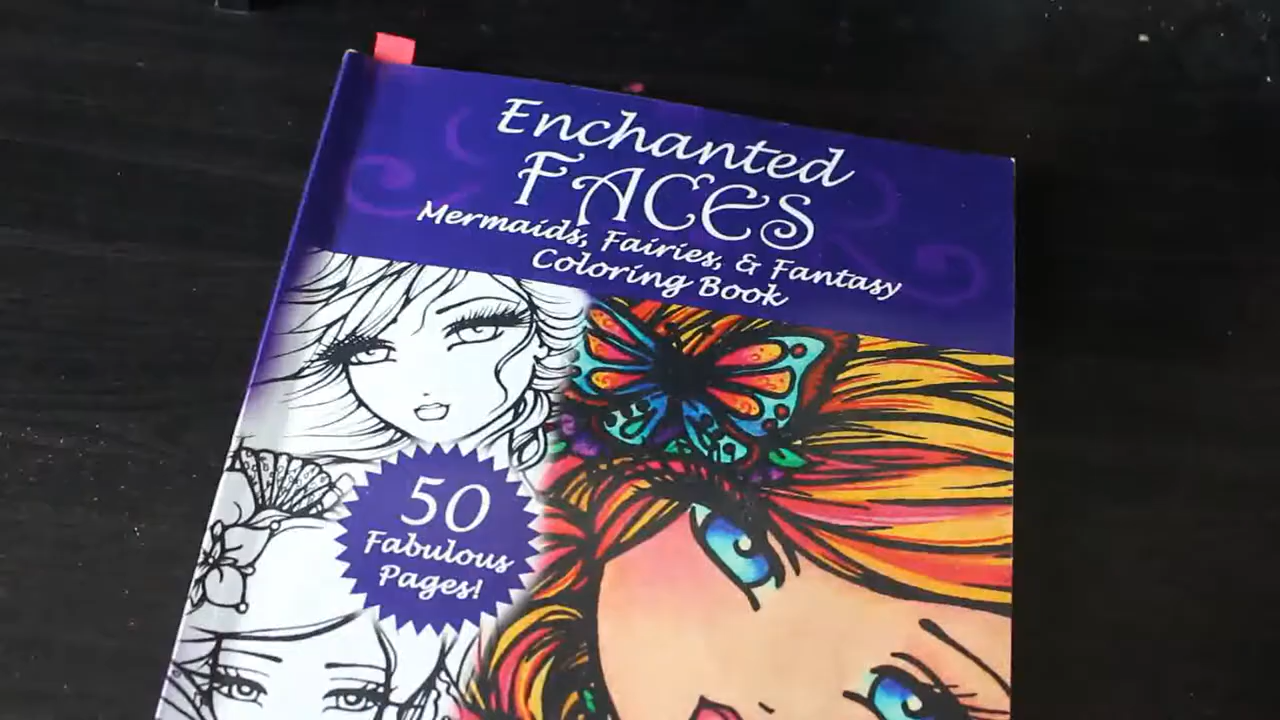 Enchanted
FACES
Mermaids, Fairies, & Fantasy
Coloring Book
50
Fabulous
Pages!